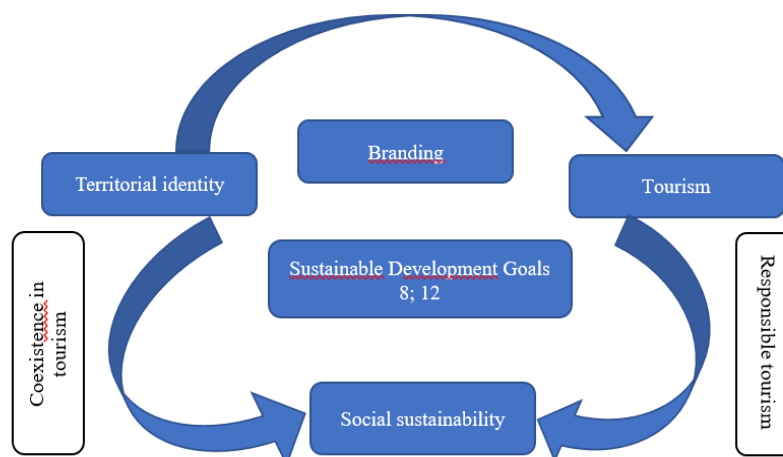 Branding
Territorial identity
Tourism
Sustainable Development Goals
8; 12
Coexistence in
tourism
Responsible tourism
Social sustainability